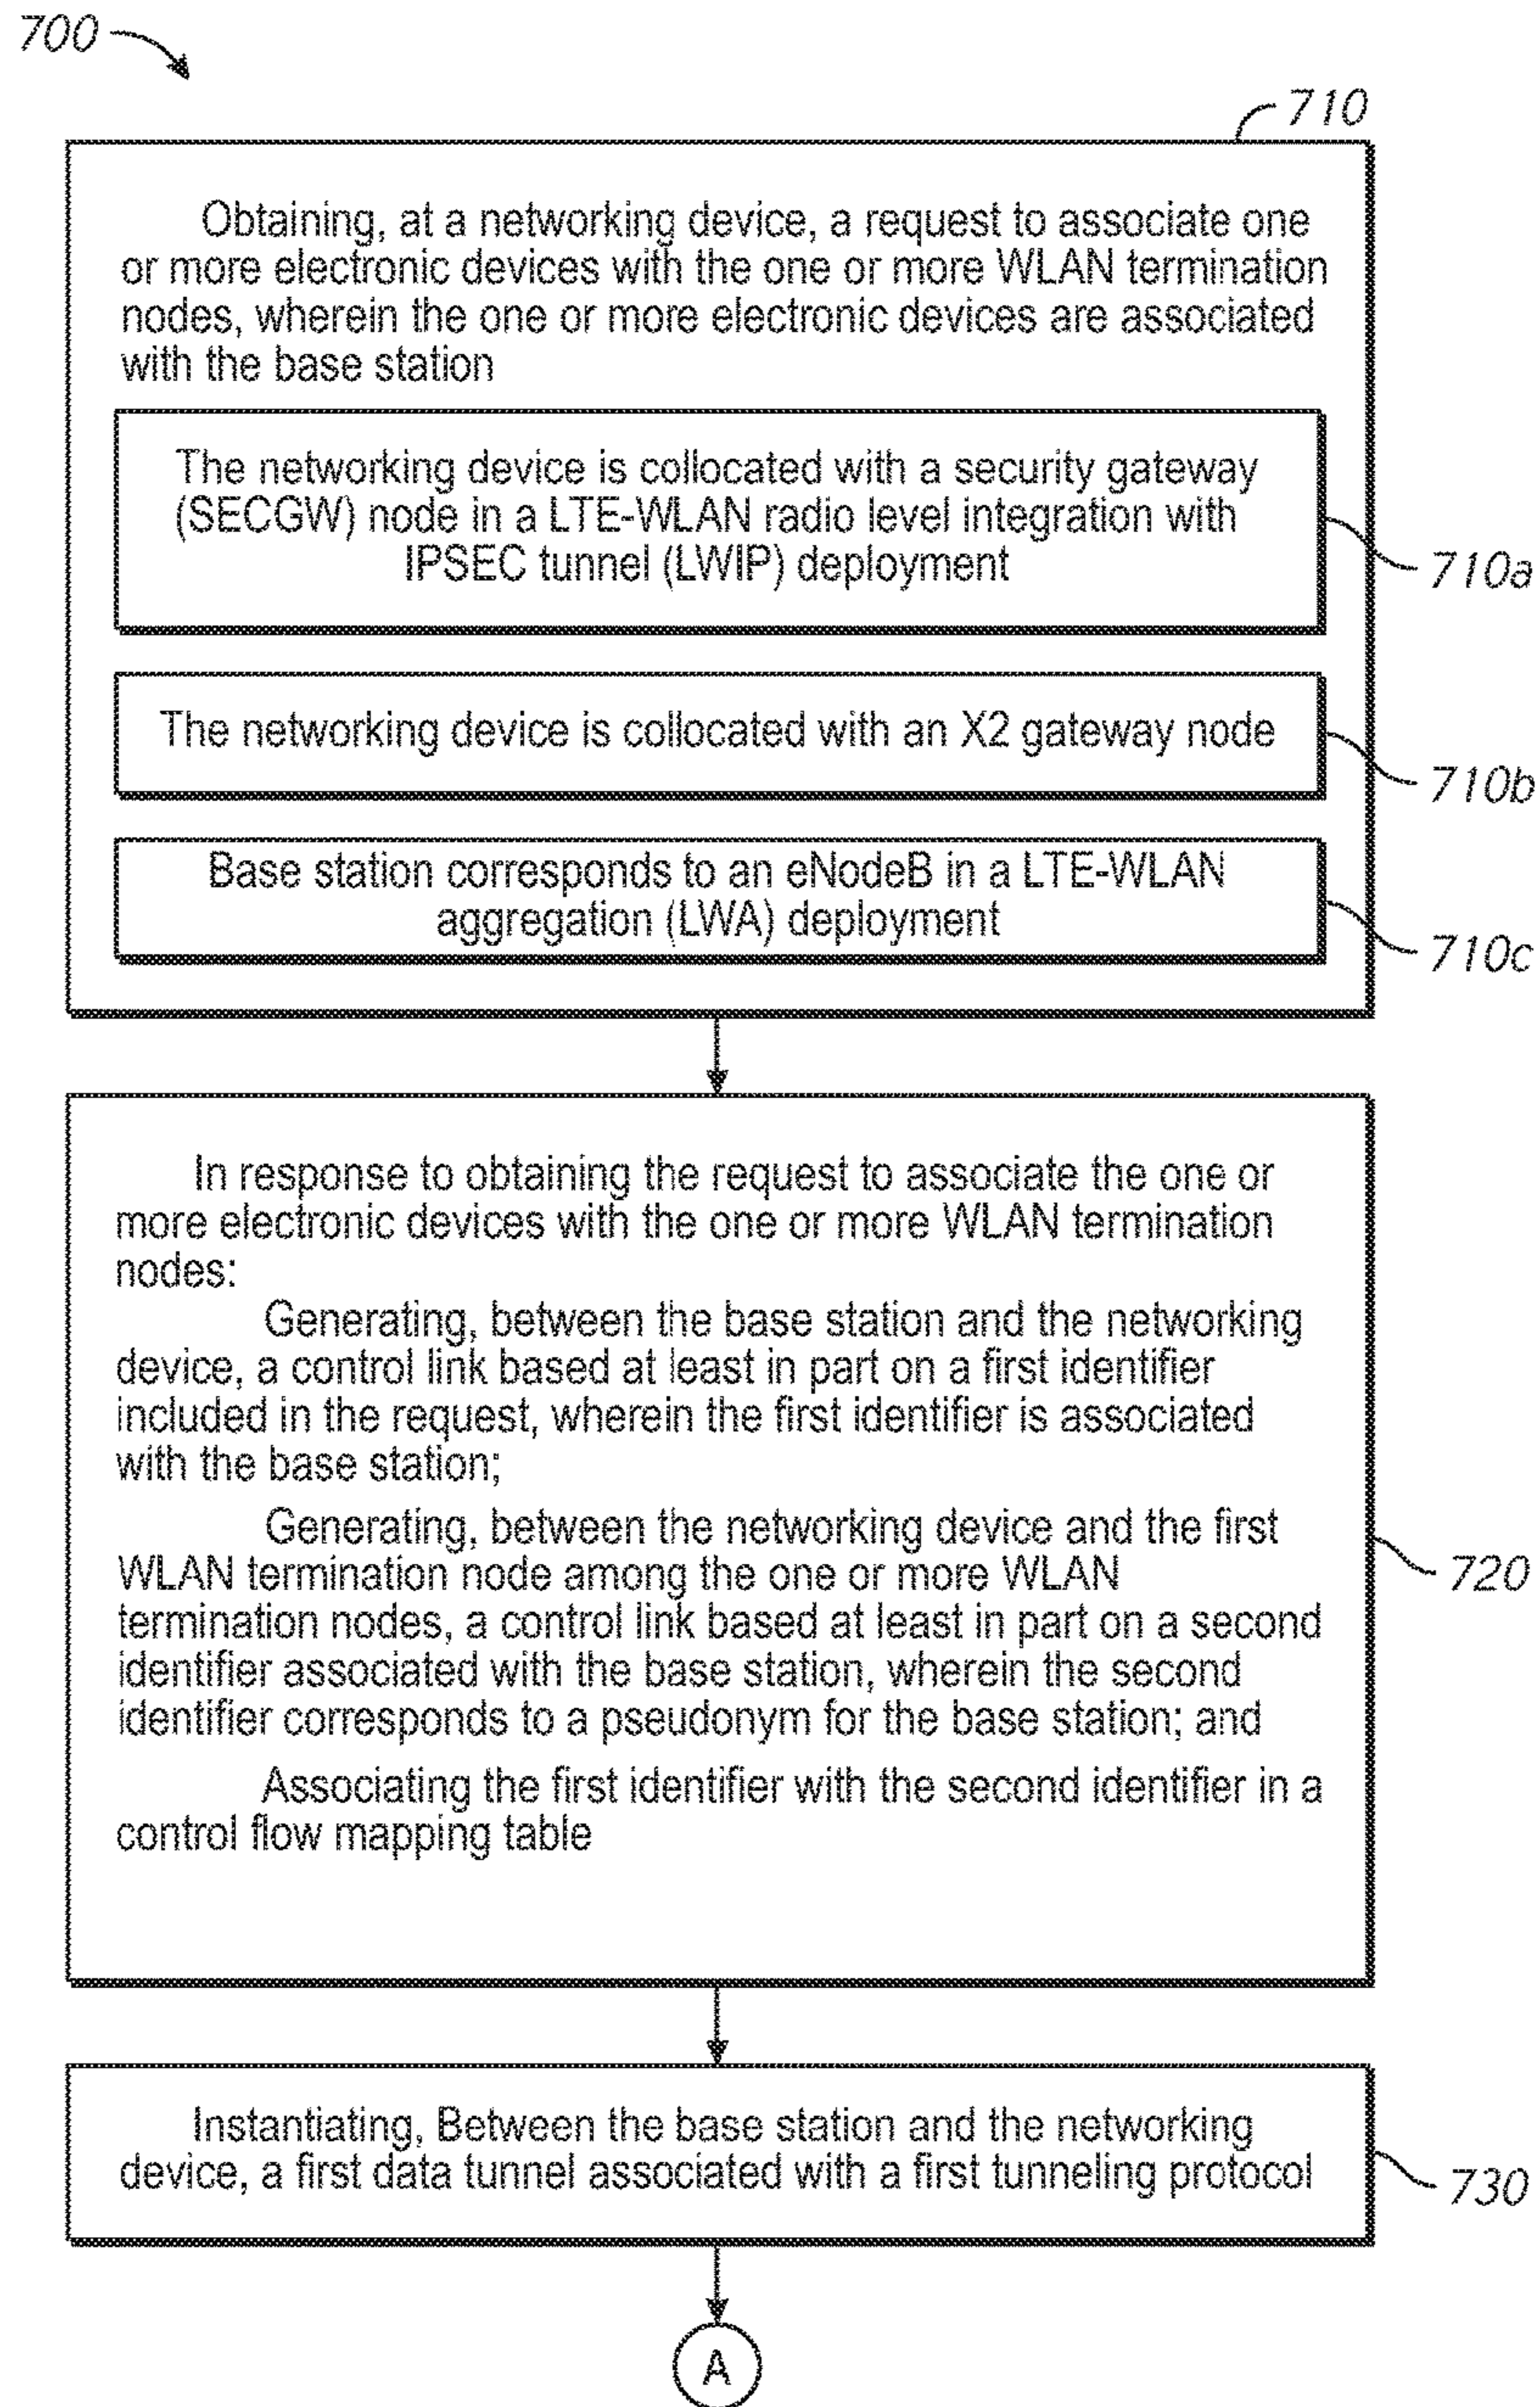 700
710
Obtaining, at a networking device, a request to associate one
or more electronic devices with the one or more WLAN termination
nodes, wherein the one or more electronic devices are associated
with the base station
The networking device is collocated with a security gateway
(SECGW) node in a LTE-WLAN radio level integration with
IPSEC tunnel (LWIP) deployment
710a
The networking device is collocated with an X2 gateway node
710b
Base station corresponds to an eNodeB in a LTE-WLAN
aggregation (LWA) deployment
710c
In response to obtaining the request to associate the one or
more electronic devices with the one or more WLAN termination
nodes:
Generating, between the base station and the networking
device, a control link based at least in part on a first identifier
included in the request, wherein the first identifier is associated
with the base station;
Generating, between the networking device and the first
WLAN termination node among the one or more WLAN
termination nodes, a control link based at least in part on a second
identifier associated with the base station, wherein the second
identifier corresponds to a pseudonym for the base station; and
Associating the first identifier with the second identifier in a
control flow mapping table
720
Instantiating, Between the base station and the networking
device, a first data tunnel associated with a first tunneling protocol
730
A